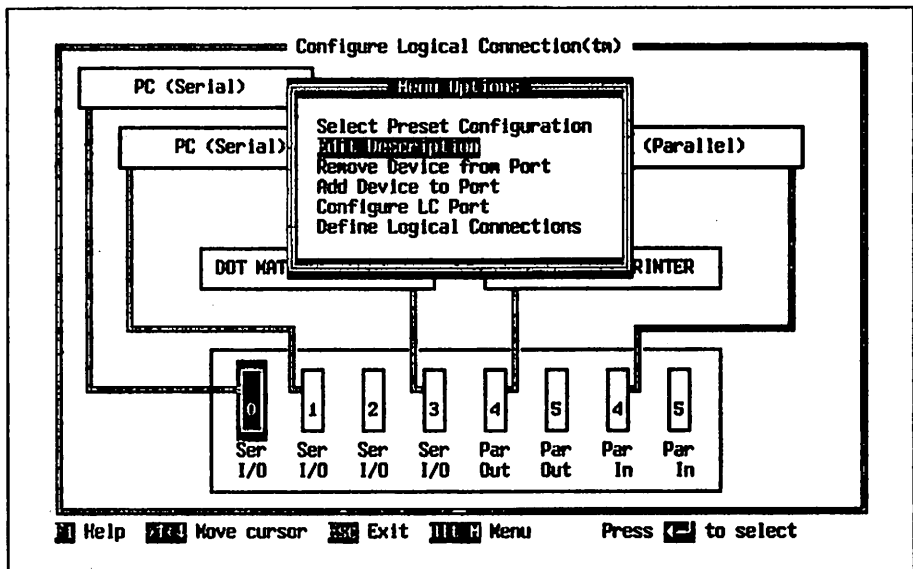 Configure Logical Connection(tm)
PC (Serial)
Menu Options
Select Preset Configuration
Edit Description
Remove Device from Port
Add Device to Port
Configure LC Port
Define Logical Connections
PC (Serial)
(Parallel)
DOT MAT
RINTER
0 1 2 3 4 5 4 5
Ser Ser Ser Ser Par Par Par Par
I/O I/O I/O I/O Out Out In In
F1 Help Move cursor ESC Exit Menu Press to select